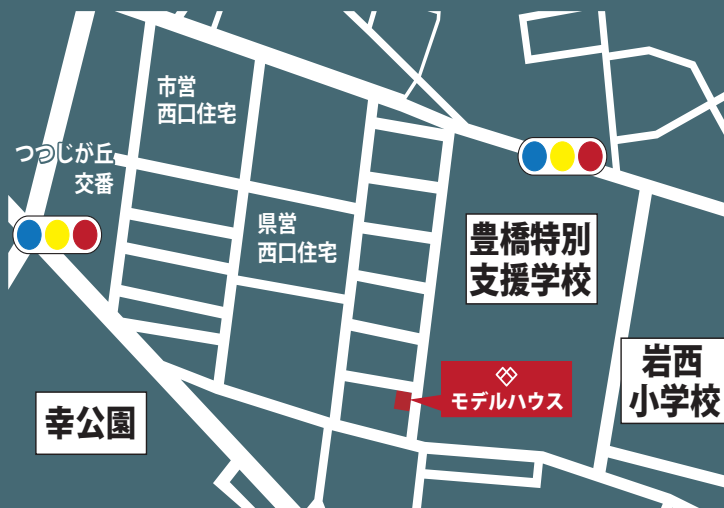 市営
西口住宅
つつじが丘
交番
県営
西口住宅
豊橋特別
支援学校
岩西
小学校
モデルハウス
幸公園